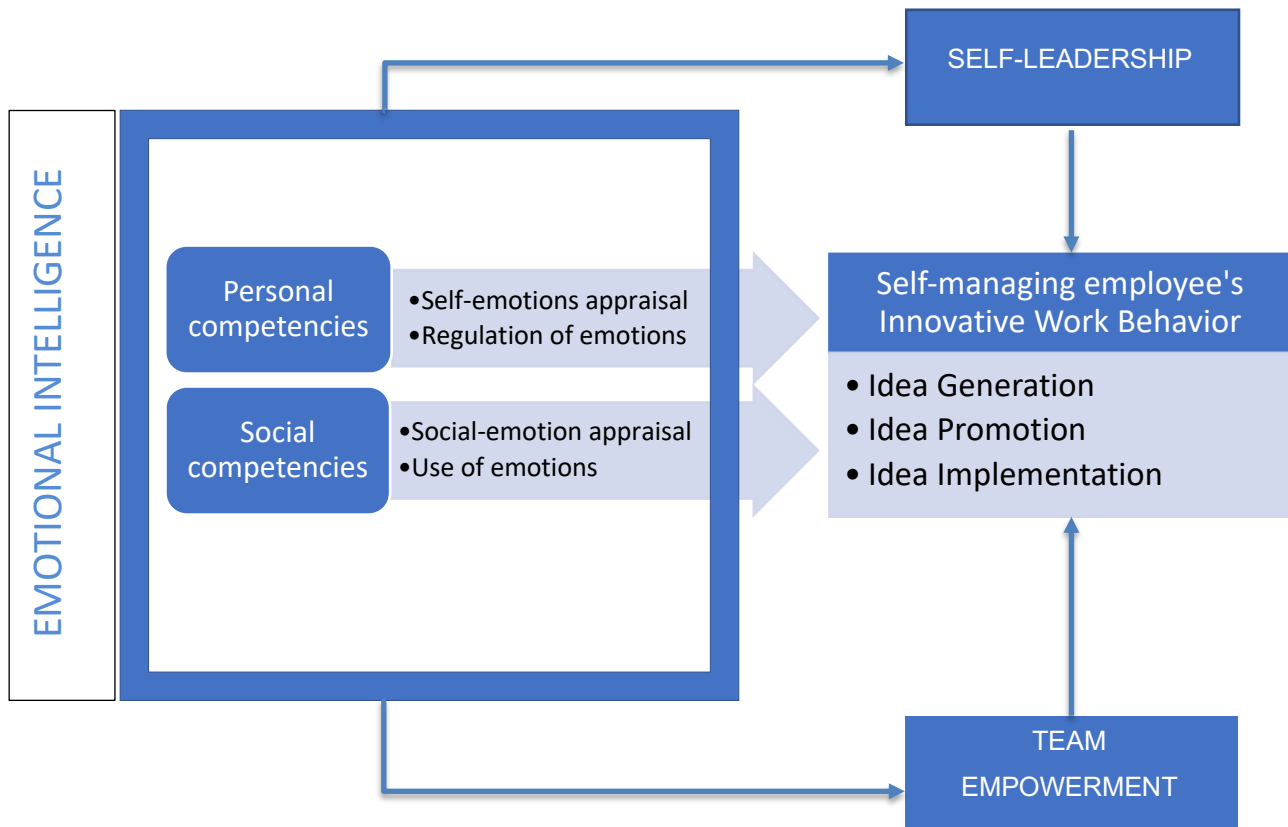 SELF-LEADERSHIP
EMOTIONAL INTELLIGENCE
Personal
competencies
•Self-emotions appraisal
•Regulation of emotions
Social
competencies
•Social-emotion appraisal
•Use of emotions
Self-managing employee's
Innovative Work Behavior
• Idea Generation
• Idea Promotion
• Idea Implementation
TEAM
EMPOWERMENT